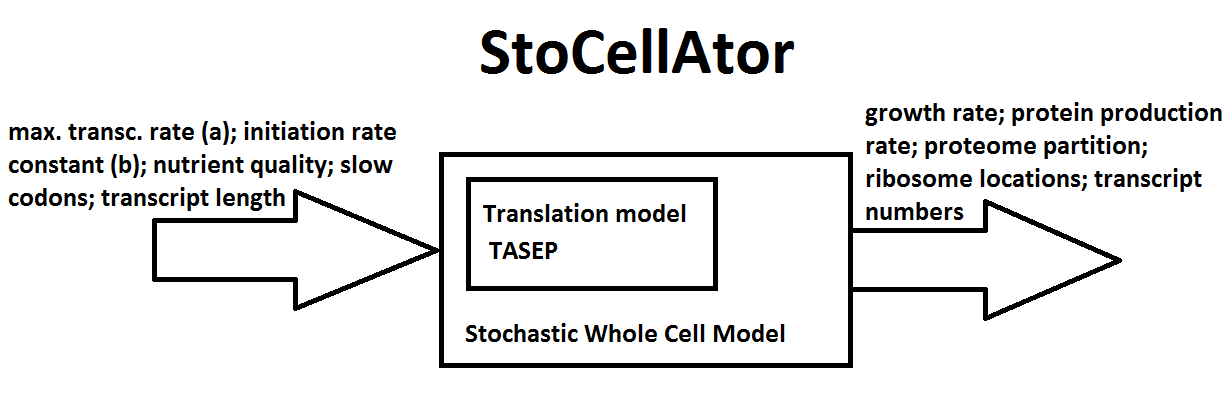 StoCellAtor
max. transc. rate (a); initiation rate
constant (b); nutrient quality; slow
codons; transcript length
growth rate; protein production
rate; proteome partition;
ribosome locations; transcript
numbers
Translation model
TASEP
Stochastic Whole Cell Model